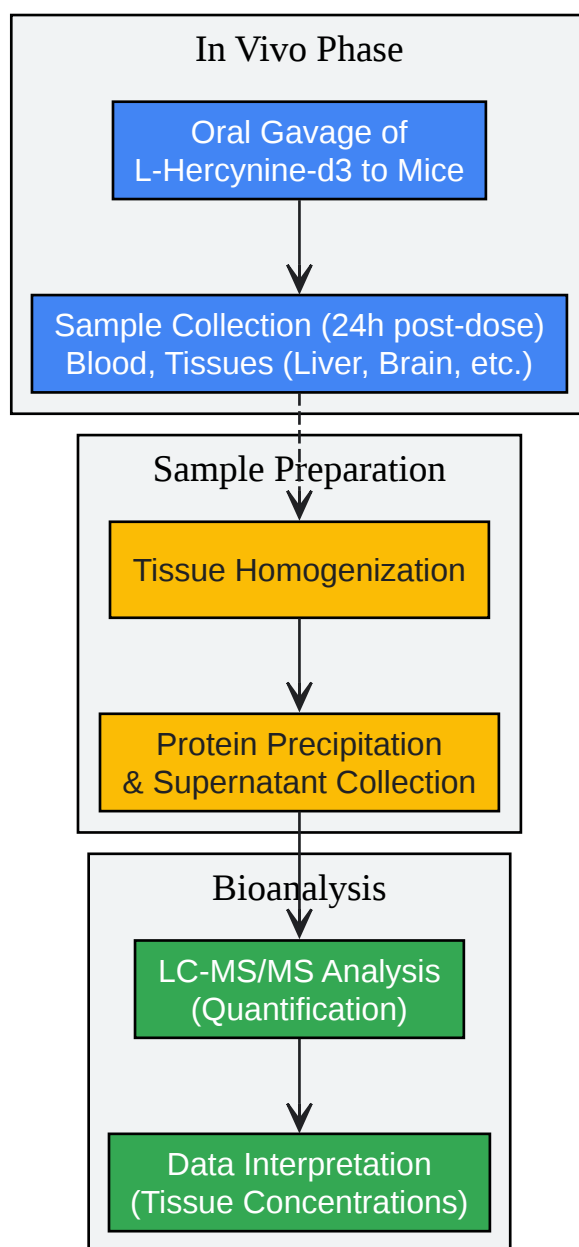 In Vivo Phase
Oral Gavage of
L-Hercynine-d3 to Mice
Sample Collection (24h post-dose)
Blood, Tissues (Liver, Brain, etc.)
Sample Preparation
Tissue Homogenization
Protein Precipitation
& Supernatant Collection
Bioanalysis
LC-MS/MS Analysis
(Quantification)
Data Interpretation
(Tissue Concentrations)